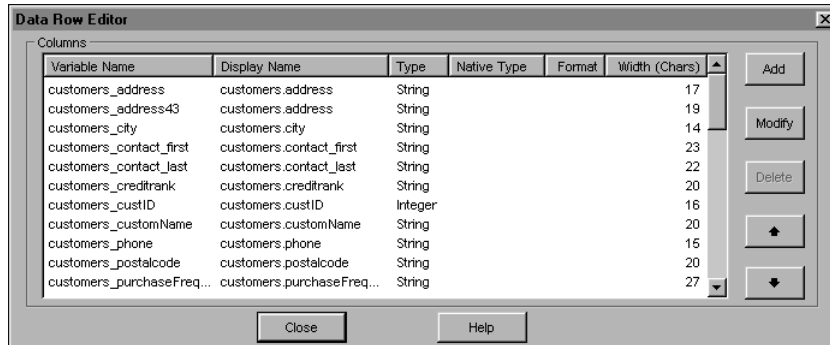 Data Row Editor
Columns
Variable Name Display Name Type Native Type Format Width (Chars)
customers_address customers.address String 17
customers_address43 customers.address String 19
customers_city customers.city String 14
customers_contact_first customers.contact_first String 23
customers_contact_last customers.contact_last String 22
customers_creditrank customers.creditrank String 20
customers_custID customers.custID Integer 16
customers_customName customers.customName String 20
customers_phone customers.phone String 15
customers_postalcode customers.postalcode String 20
customers_purchaseFreq... customers.purchaseFreq... String 27
Add
Modify
Delete
Close Help